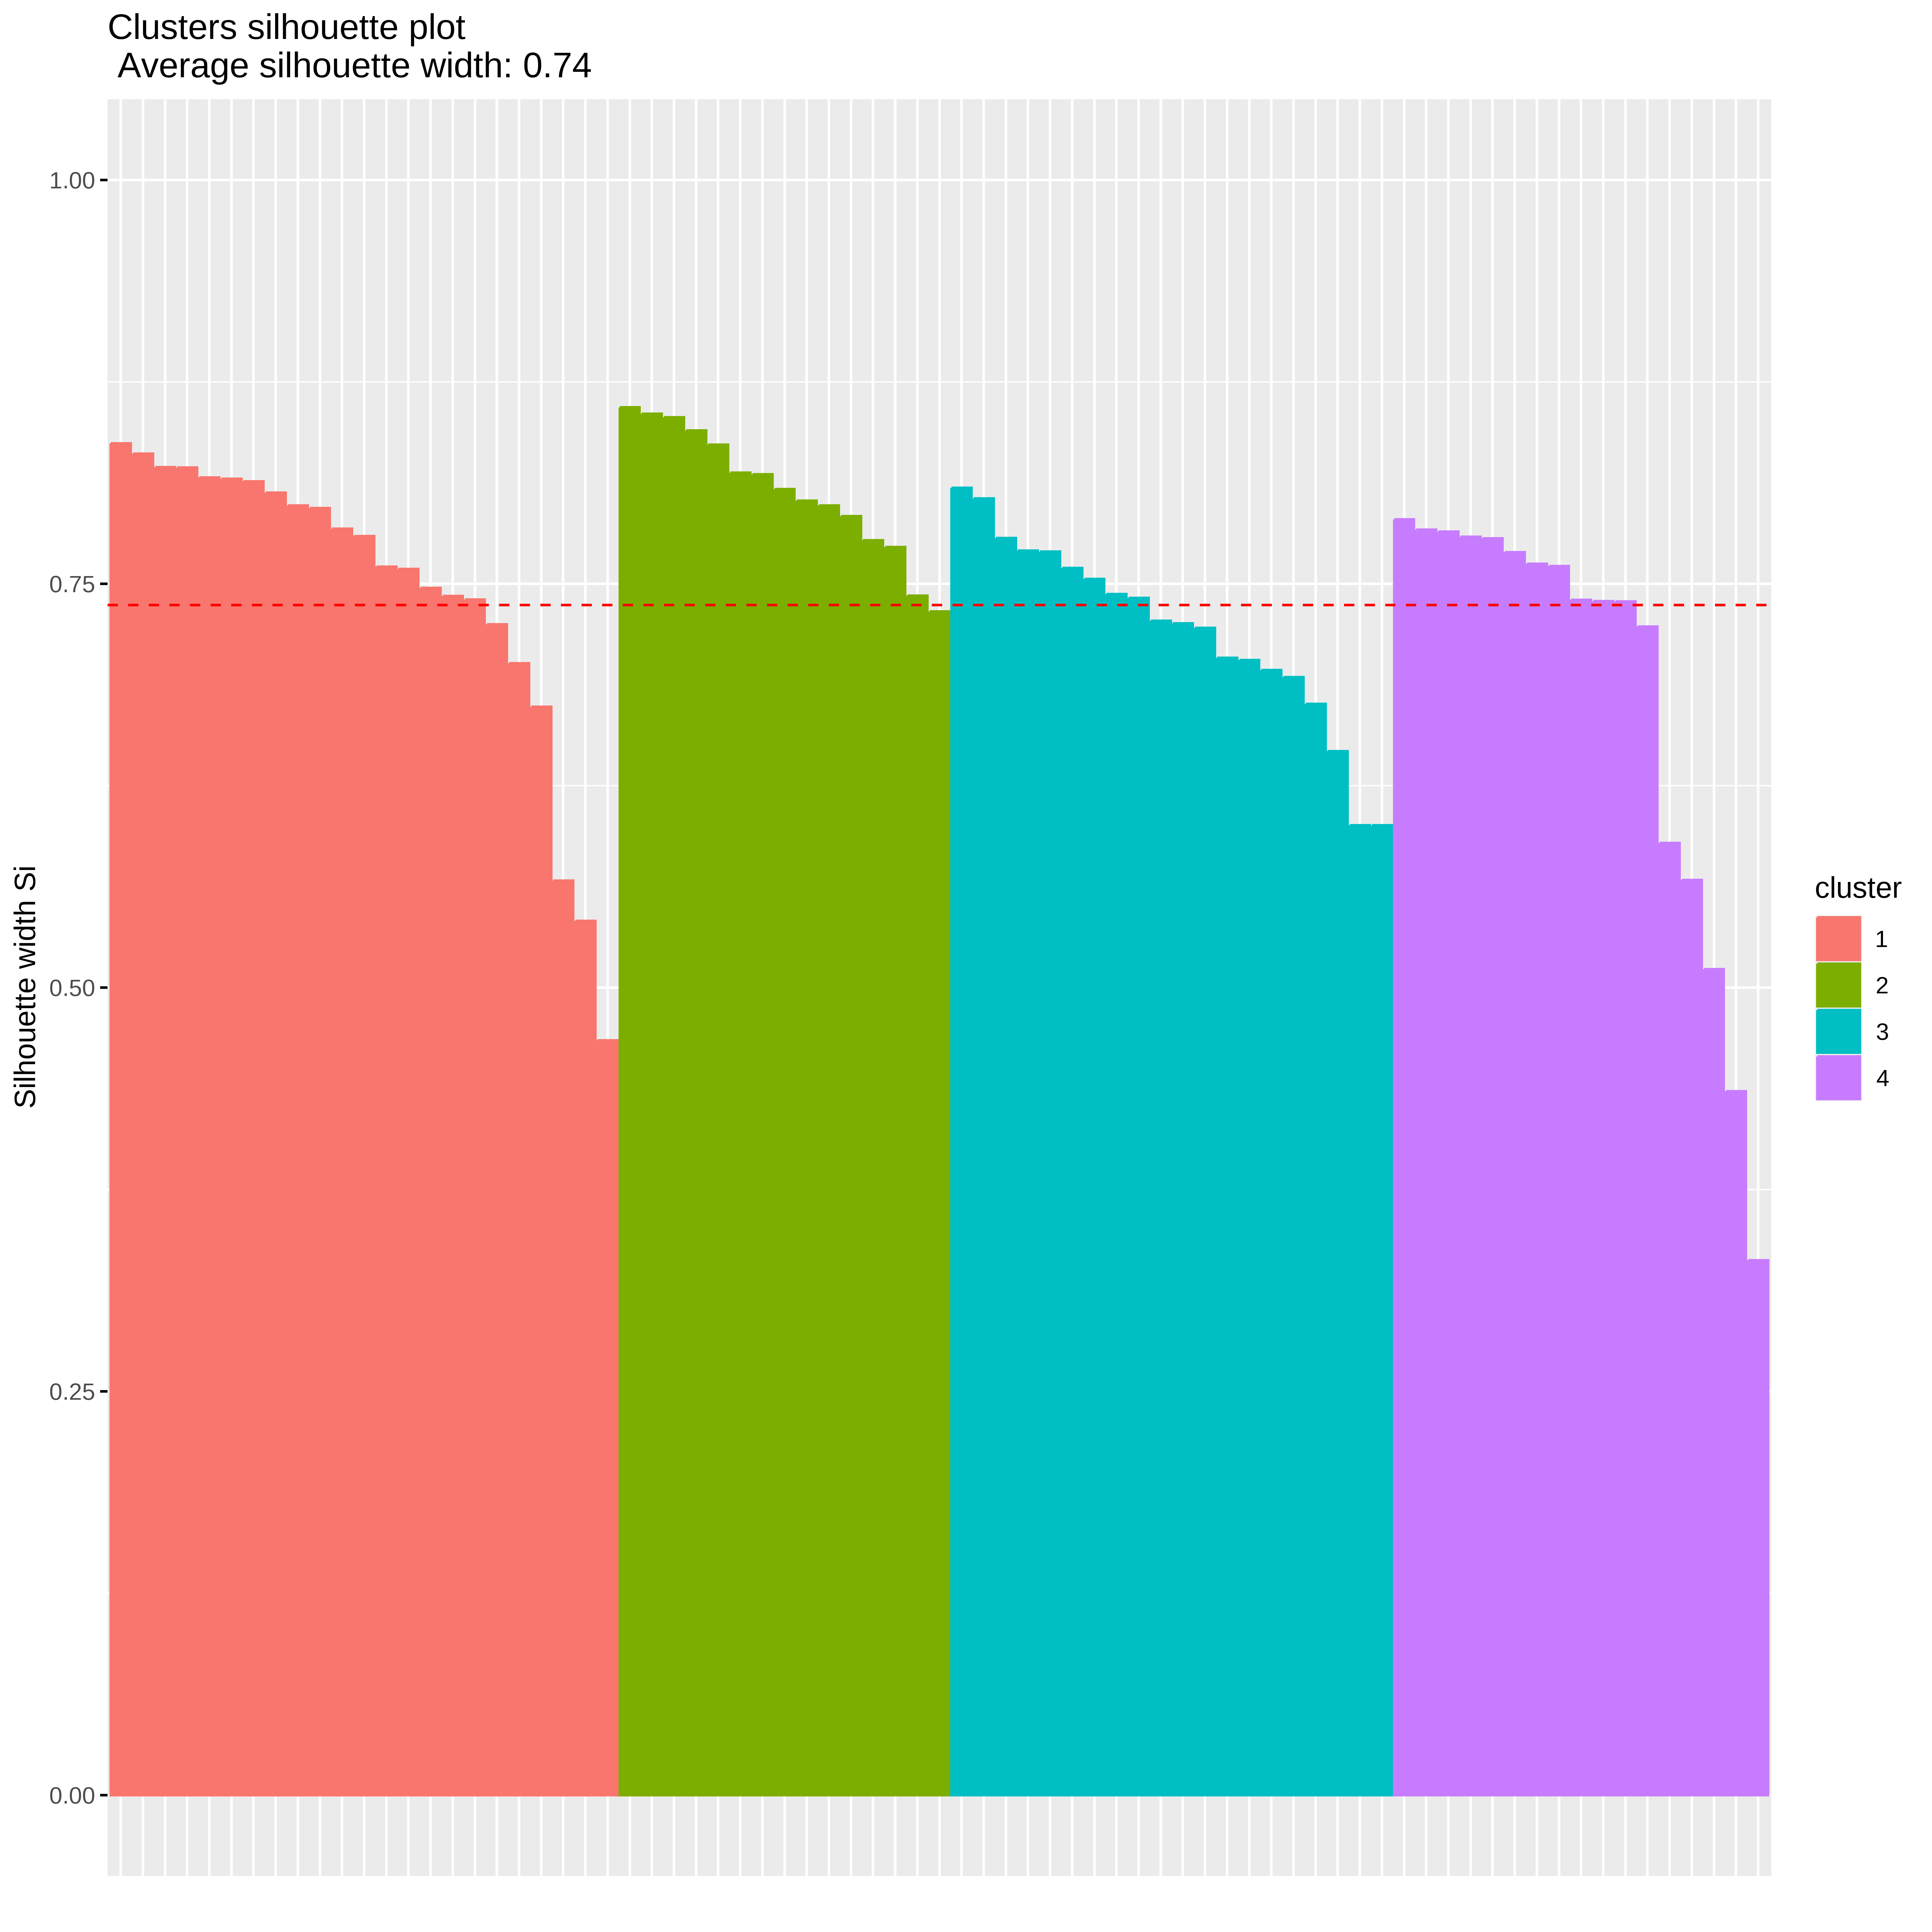 Clusters silhouette plot
Average silhouette width: 0.74
1.00
0.75
0.50
0.25
0.00
Silhouette width Si
cluster
1
2
3
4